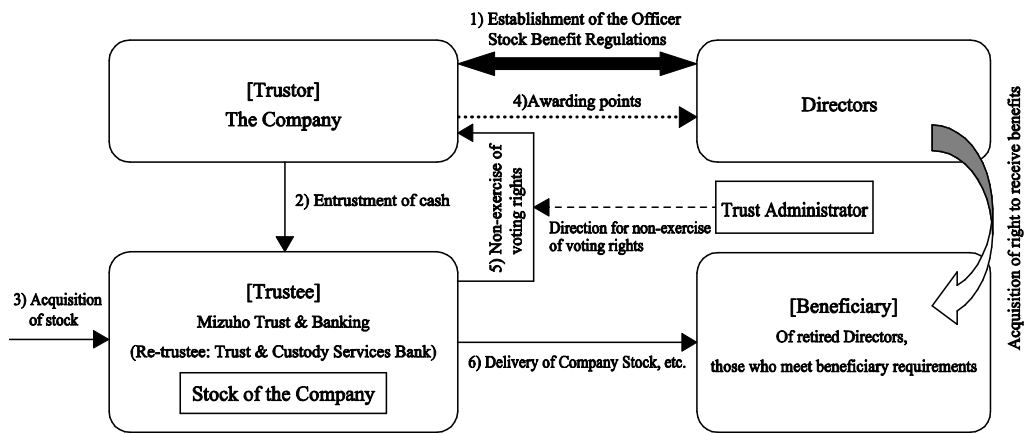 1) Establishment of the Officer
Stock Benefit Regulations
[Trustor]
The Company
4)Awarding points
Directors
Acquisition of right to receive benefits
2) Entrustment of cash
5) Non-exercise of
voting rights
Trust Administrator
Direction for non-exercise
of voting rights
3) Acquisition
of stock
[Trustee]
Mizuho Trust & Banking
(Re-trustee: Trust & Custody Services Bank)
Stock of the Company
6) Delivery of Company Stock, etc.
[Beneficiary]
Of retired Directors,
those who meet beneficiary requirements